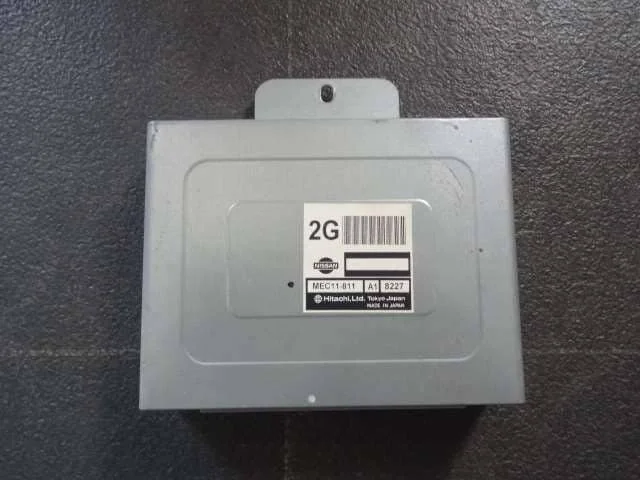 2G
NISSAN
MEC11-811 A1 8227
Hitachi,Ltd. Tokyo Japan
MADE IN JAPAN